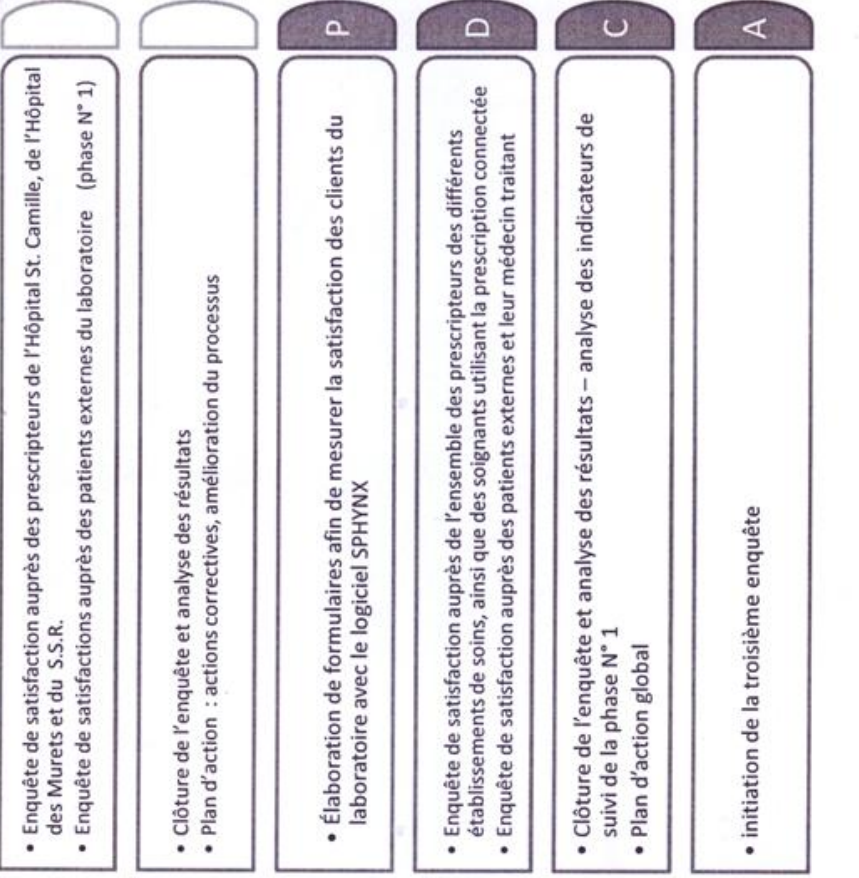 • Enquête de satisfaction auprès des prescripteurs de l'Hôpital St. Camille, de l'Hôpital
des Murets et du S.S.R.
• Enquête de satisfactions auprès des patients externes du laboratoire (phase N° 1)
• Clôture de l'enquête et analyse des résultats
• Plan d'action : actions correctives, amélioration du processus
P
• Élaboration de formulaires afin de mesurer la satisfaction des clients du
laboratoire avec le logiciel SPHYNX
D
• Enquête de satisfaction auprès de l'ensemble des prescripteurs des différents
établissements de soins, ainsi que des soignants utilisant la prescription connectée
• Enquête de satisfaction auprès des patients externes et leur médecin traitant
C
• Clôture de l'enquête et analyse des résultats – analyse des indicateurs de
suivi de la phase N° 1
• Plan d'action global
A
• initiation de la troisième enquête